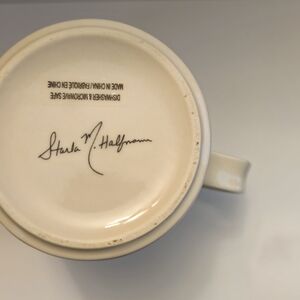 DISHWASHER & MICROWAVE SAFE
MADE IN CHINA / FABRIQUÉ EN CHINE
Starla M. Halfmann